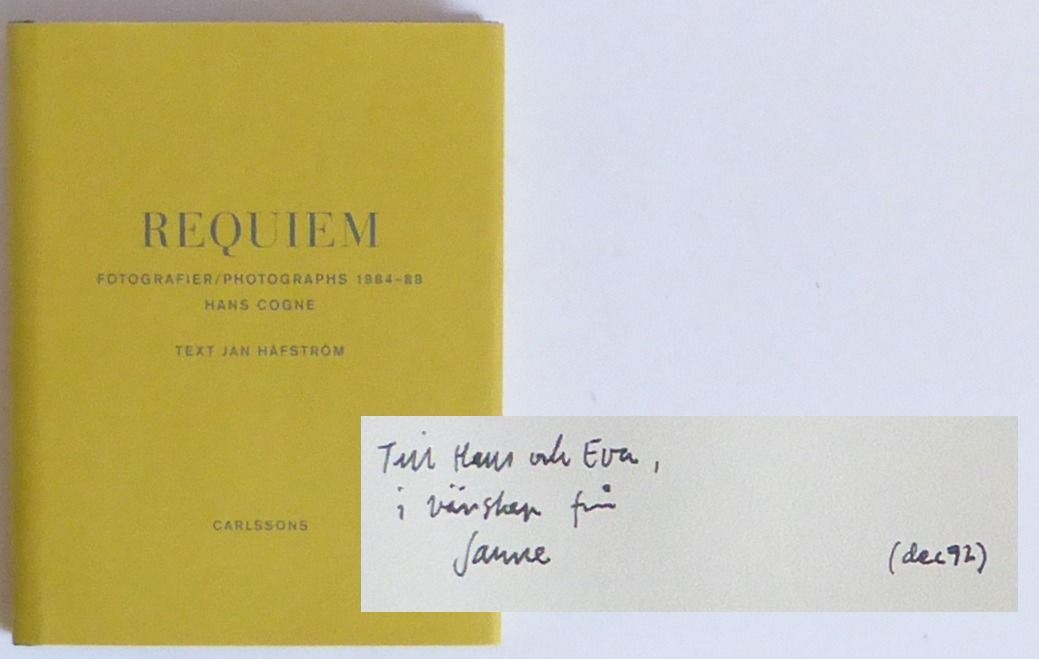 REQUIEM
FOTOGRAFIER/PHOTOGRAPHS 1984–89
HANS COGNE
TEXT JAN HÅFSTRÖM
CARLSSONS
Till Hans och Eva,
i vänskap från
Janne
(dec 92)